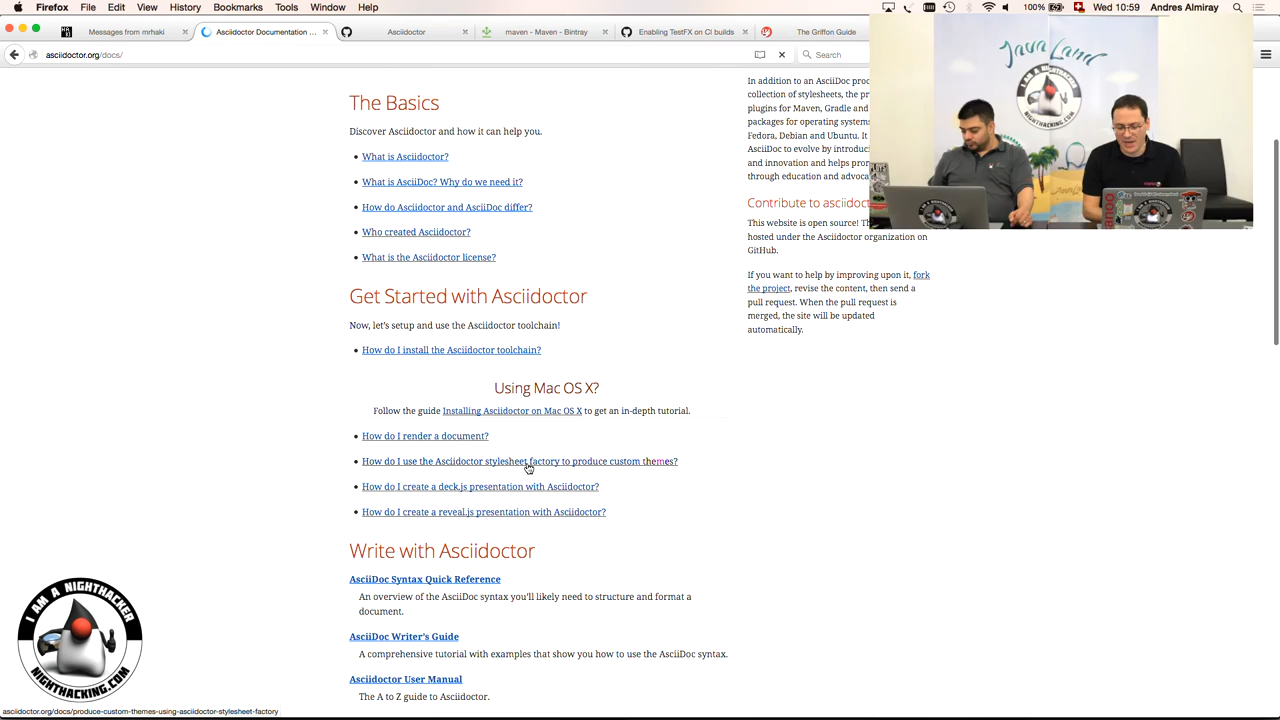 Firefox File Edit View History Bookmarks Tools Window Help
100% Wed 10:59 Andres Almiray
Messages from mrhaki
Asciidoctor Documentation ...
Asciidoctor
maven - Maven - Bintray
Enabling TestFX on CI builds
The Griffon Guide
asciidoctor.org/docs/
Search
The Basics
Discover Asciidoctor and how it can help you.
What is Asciidoctor?
What is AsciiDoc? Why do we need it?
How do Asciidoctor and AsciiDoc differ?
Who created Asciidoctor?
What is the Asciidoctor license?
Get Started with Asciidoctor
Now, let's setup and use the Asciidoctor toolchain!
How do I install the Asciidoctor toolchain?
Using Mac OS X?
Follow the guide Installing Asciidoctor on Mac OS X to get an in-depth tutorial.
How do I render a document?
How do I use the Asciidoctor stylesheet factory to produce custom themes?
How do I create a deck.js presentation with Asciidoctor?
How do I create a reveal.js presentation with Asciidoctor?
Write with Asciidoctor
AsciiDoc Syntax Quick Reference
An overview of the AsciiDoc syntax you'll likely need to structure and format a
document.
AsciiDoc Writer's Guide
A comprehensive tutorial with examples that show you how to use the AsciiDoc syntax.
Asciidoctor User Manual
The A to Z guide to Asciidoctor.
In addition to an AsciiDoc
collection of stylesheets, the
plugins for Maven, Gradle and
packages for operating systems
Fedora, Debian and Ubuntu. It
AsciiDoc to evolve by
and innovation and helps
through education and
Contribute to
This website is open source!
hosted under the Asciidoctor organization on
GitHub.
If you want to help by improving upon it, fork
the project, revise the content, then send a
pull request. When the pull request is
merged, the site will be updated
automatically.
Java Land
I AM A NIGHTHACKER
NIGHTHACKING.COM
I AM A NIGHTHACKER
NIGHTHACKING.COM
asciidoctor.org/docs/produce-custom-themes-using-asciidoctor-stylesheet-factory